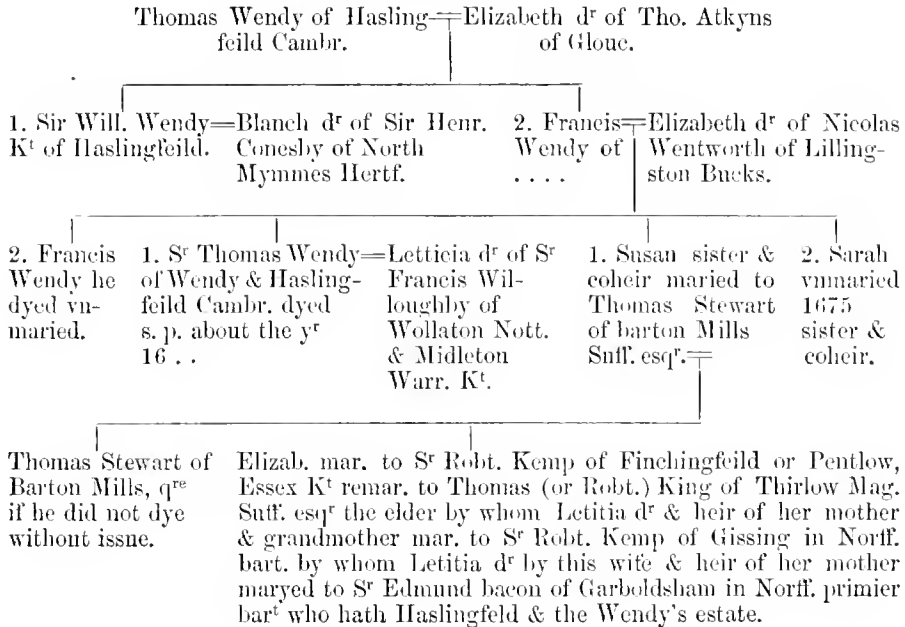 Thomas Wendy of Hasling
feild Cambr.
Elizabeth dʳ of Tho. Atkyns
of Glouc.
1. Sir Will. Wendy
Kᵗ of Haslingfeild.
Blanch dʳ of Sir Henr.
Conesby of North
Mymmes Hertf.
2. Francis
Wendy of
. . . .
Elizabeth dʳ of Nicolas
Wentworth of Lilling-
ston Bucks.
2. Francis
Wendy he
dyed vn-
maried.
1. Sʳ Thomas Wendy
of Wendy & Hasling-
feild Cambr. dyed
s. p. about the yʳ
16 . .
Letticia dʳ of Sʳ
Francis Wil-
loughby of
Wollaton Nott.
& Midleton
Warr. Kᵗ.
1. Susan sister &
coheir maried to
Thomas Stewart
of barton Mills
Suff. esqʳ.
2. Sarah
vnmaried
1675
sister &
coheir.
Thomas Stewart of
Barton Mills, qʳᵉ
if he did not dye
without issue.
Elizab. mar. to Sʳ Robt. Kemp of Finchingfeild or Pentlow,
Essex Kᵗ remar. to Thomas (or Robt.) King of Thirlow Mag.
Suff. esqʳ the elder by whom Letitia dʳ & heir of her mother
& grandmother mar. to Sʳ Robt. Kemp of Gissing in Norff.
bart. by whom Letitia dʳ by this wife & heir of her mother
maryed to Sʳ Edmund bacon of Garboldsham in Norff. primier
barᵗ who hath Haslingfeld & the Wendy's estate.